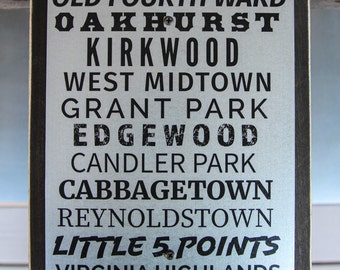 OLD FOURTH WARD
OAKHURST
KIRKWOOD
WEST MIDTOWN
GRANT PARK
EDGEWOOD
CANDLER PARK
CABBAGETOWN
REYNOLDSTOWN
LITTLE 5 POINTS
VIRGINIA HIGHLANDS